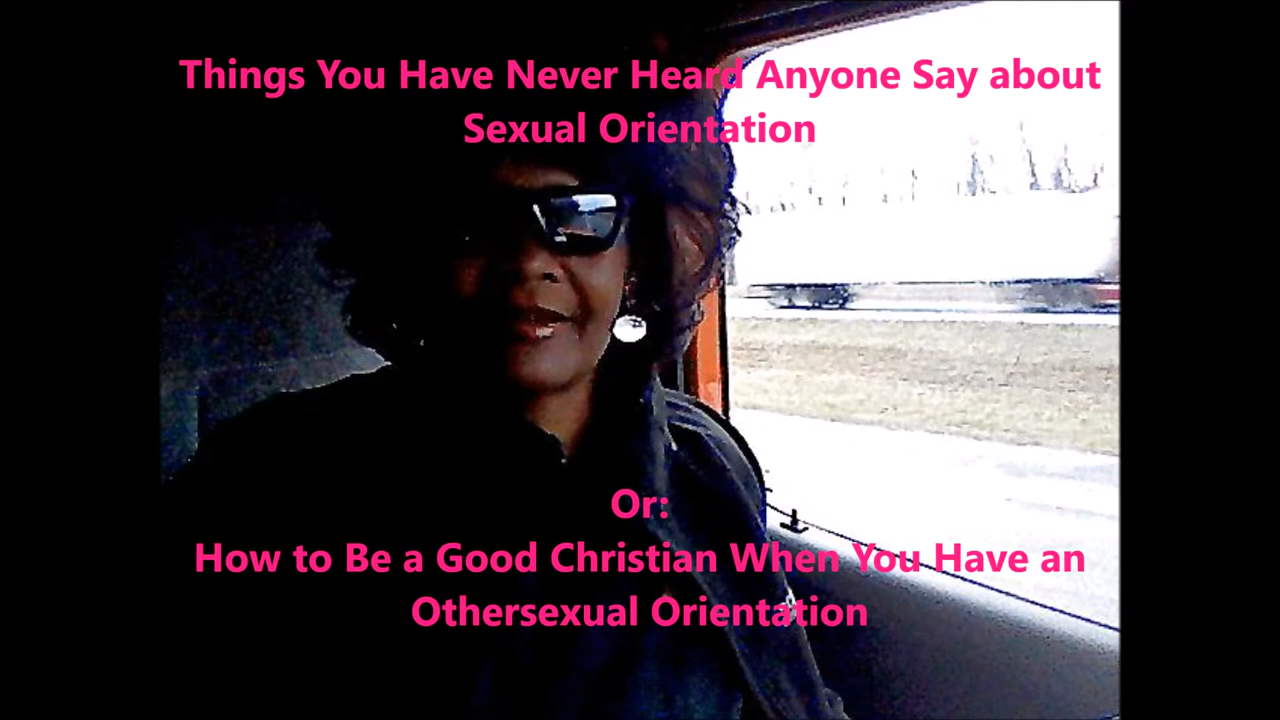 Things You Have Never Heard Anyone Say about
Sexual Orientation
Or:
How to Be a Good Christian When You Have an
Othersexual Orientation